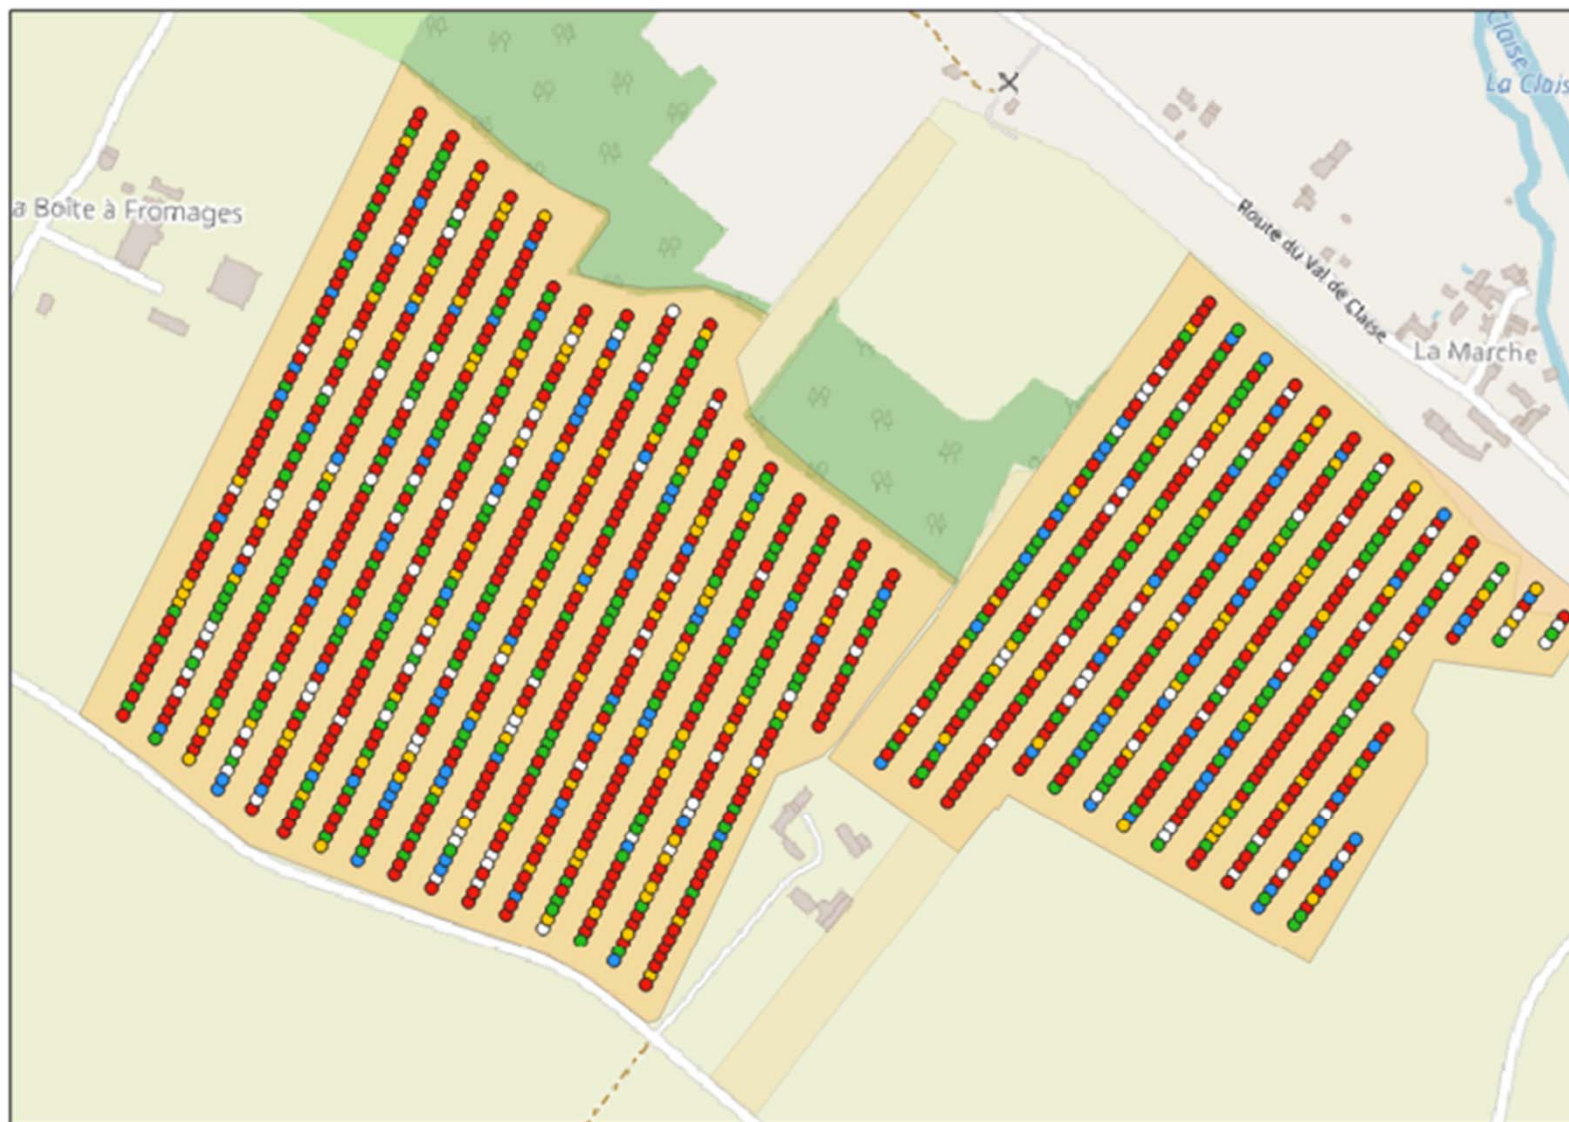 Claise
La Clais
a Boîte à Fromages
Route du Val de Claise
La Marche